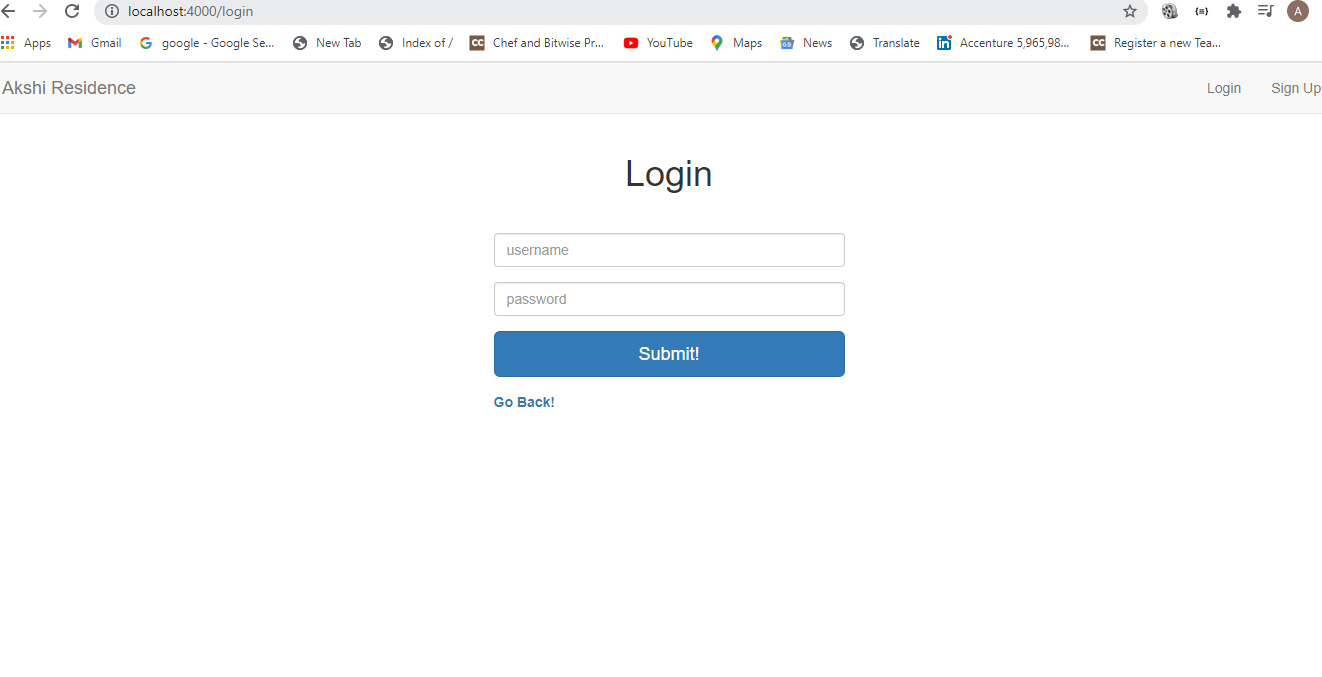 localhost:4000/login
Apps Gmail google - Google Se... New Tab Index of / CC Chef and Bitwise Pr... YouTube Maps News Translate in Accenture 5,965,98... CC Register a new Tea...
Akshi Residence Login Sign Up
Login
username
password
Submit!
Go Back!